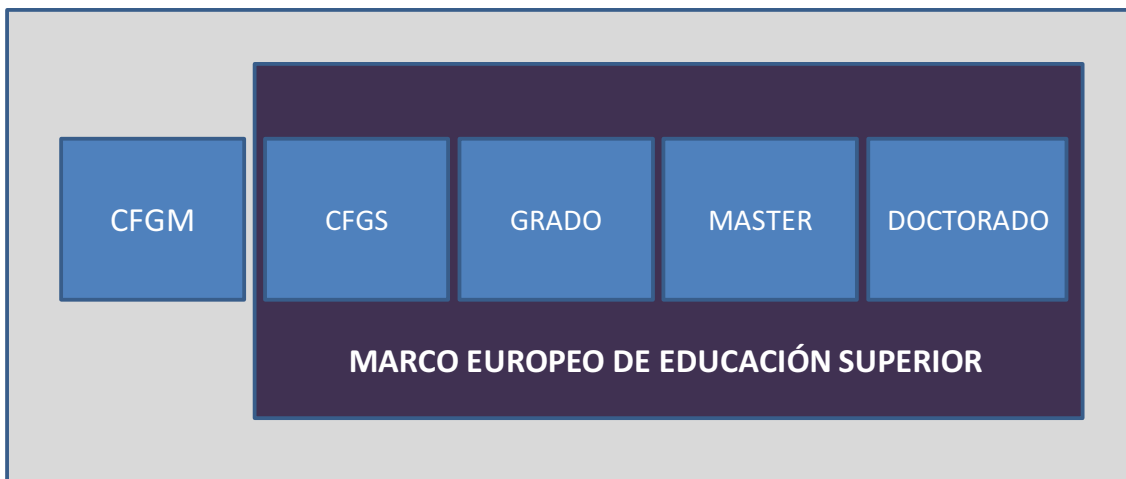 CFGM
CFGS
GRADO
MASTER
DOCTORADO
MARCO EUROPEO DE EDUCACIÓN SUPERIOR